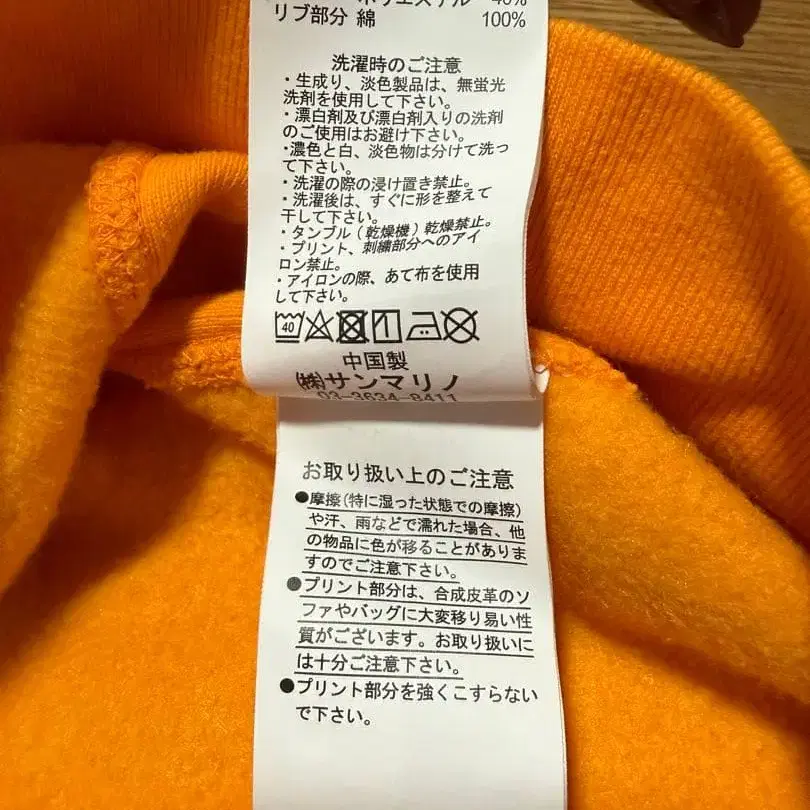 ポリエステル 40%
リブ部分 綿 100%
洗濯時のご注意
・生成り、淡色製品は、無蛍光
洗剤を使用して下さい。
・漂白剤及び漂白剤入りの洗剤
のご使用はお避け下さい。
・濃色と白、淡色物は分けて洗っ
て下さい。
・洗濯の際の浸け置き禁止。
・洗濯後は、すぐに形を整えて
干して下さい。
・タンブル(乾燥機)乾燥禁止。
・プリント、刺繍部分へのアイ
ロン禁止。
・アイロンの際、あて布を使用
して下さい。
40
中国製
㈱サンマリノ
03-3634-8411
お取り扱い上のご注意
●摩擦(特に湿った状態での摩擦)
や汗、雨などで濡れた場合、他
の物品に色が移ることがありま
すのでご注意下さい。
●プリント部分は、合成皮革のソ
ファやバッグに大変移り易い性
質がございます。お取り扱いに
は十分ご注意下さい。
●プリント部分を強くこすらない
で下さい。